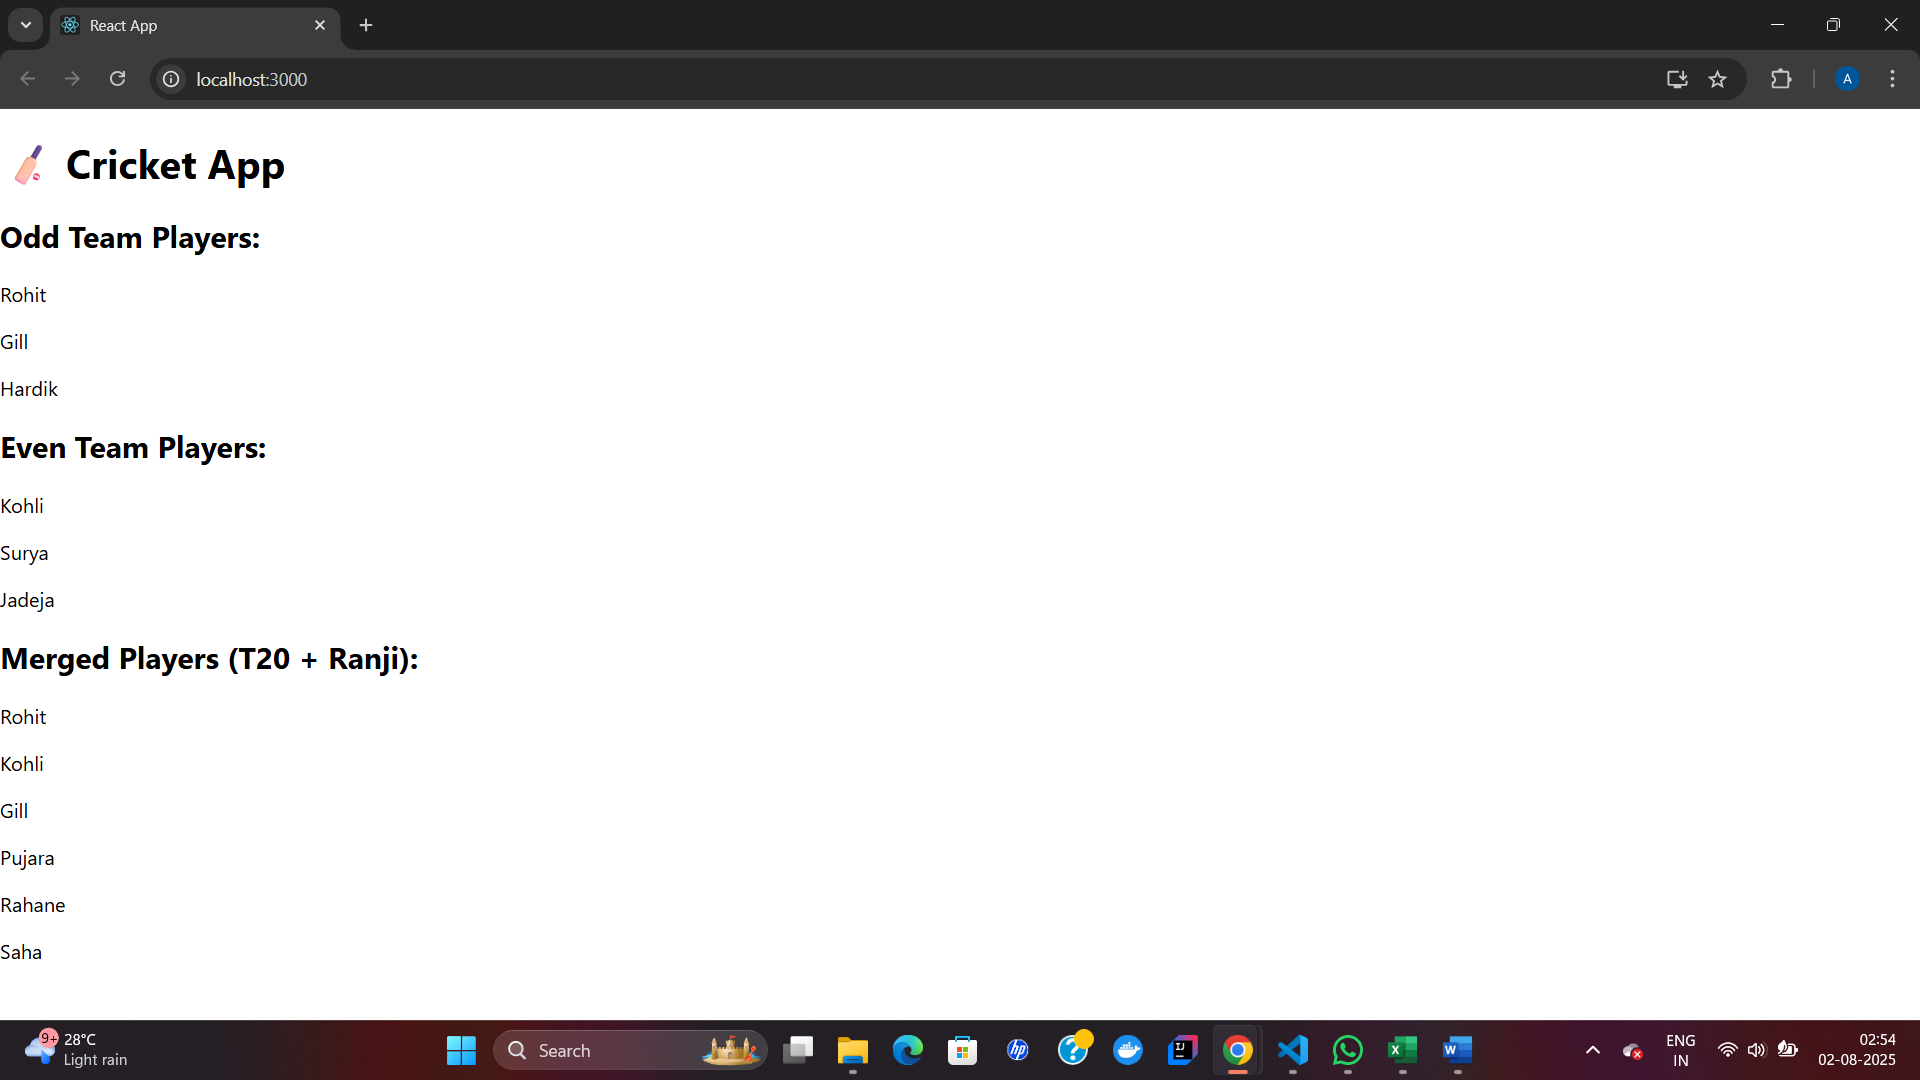 React App
localhost:3000
A
Cricket App
Odd Team Players:
Rohit
Gill
Hardik
Even Team Players:
Kohli
Surya
Jadeja
Merged Players (T20 + Ranji):
Rohit
Kohli
Gill
Pujara
Rahane
Saha
9+
28°C
Light rain
Search
hp
?
IJ
X
W
ENG
IN
02:54
02-08-2025